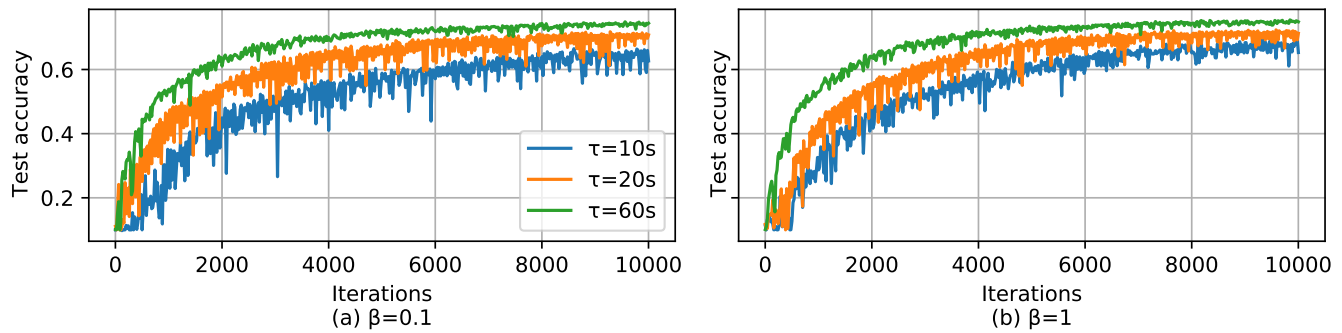 Test accuracy
0.6
0.4
0.2
τ=10s
τ=20s
τ=60s
0 2000 4000 6000 8000 10000
Iterations
(a) β=0.1
Test accuracy
0 2000 4000 6000 8000 10000
Iterations
(b) β=1